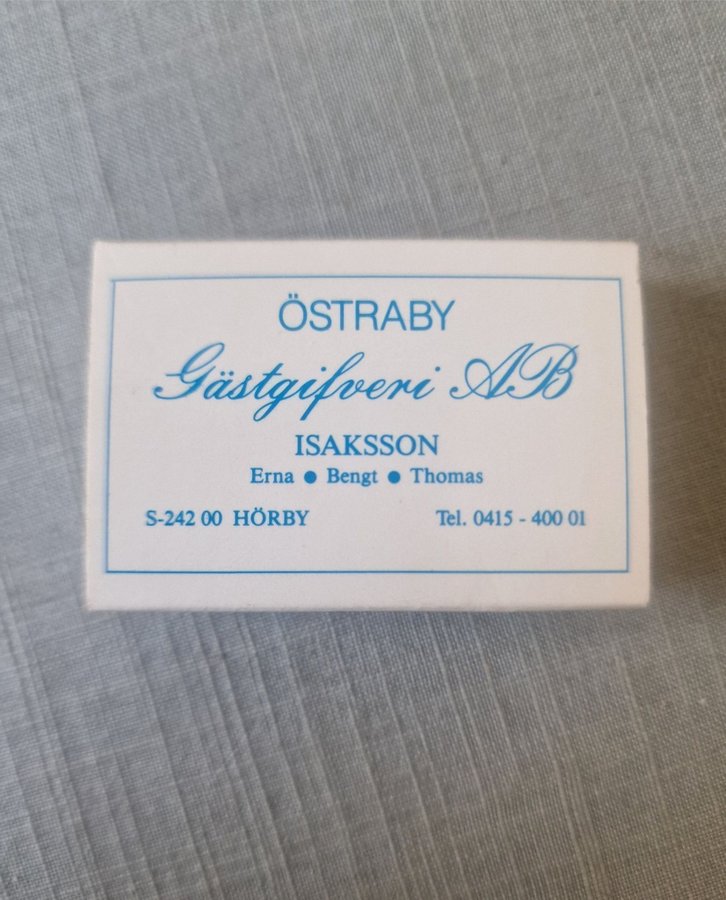 ÖSTRABY
Gästgifveri AB
ISAKSSON
Erna ● Bengt ● Thomas
S-242 00 HÖRBY Tel. 0415 - 400 01